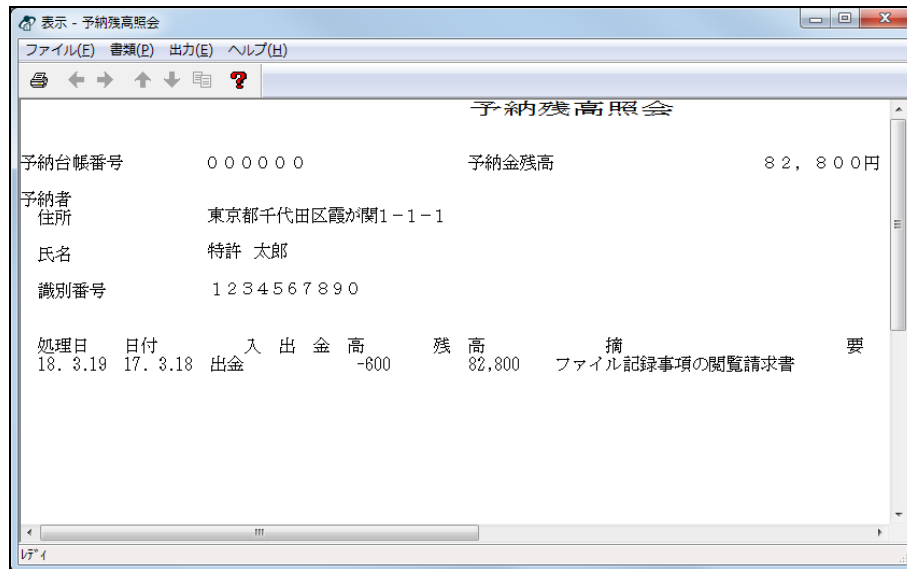 表示 - 予納残高照会
ファイル(F) 書類(P) 出力(E) ヘルプ(H)
予納残高照会
予納台帳番号 ００００００ 予納金残高 ８２，８００円
予納者
住所 東京都千代田区霞が関1－1－1
氏名 特許 太郎
識別番号 １２３４５６７８９０
処理日 日付 入 出 金 高 残 高 摘 要
18. 3.19 17. 3.18 出金 -600 82,800 ファイル記録事項の閲覧請求書
ﾚﾃﾞｨ